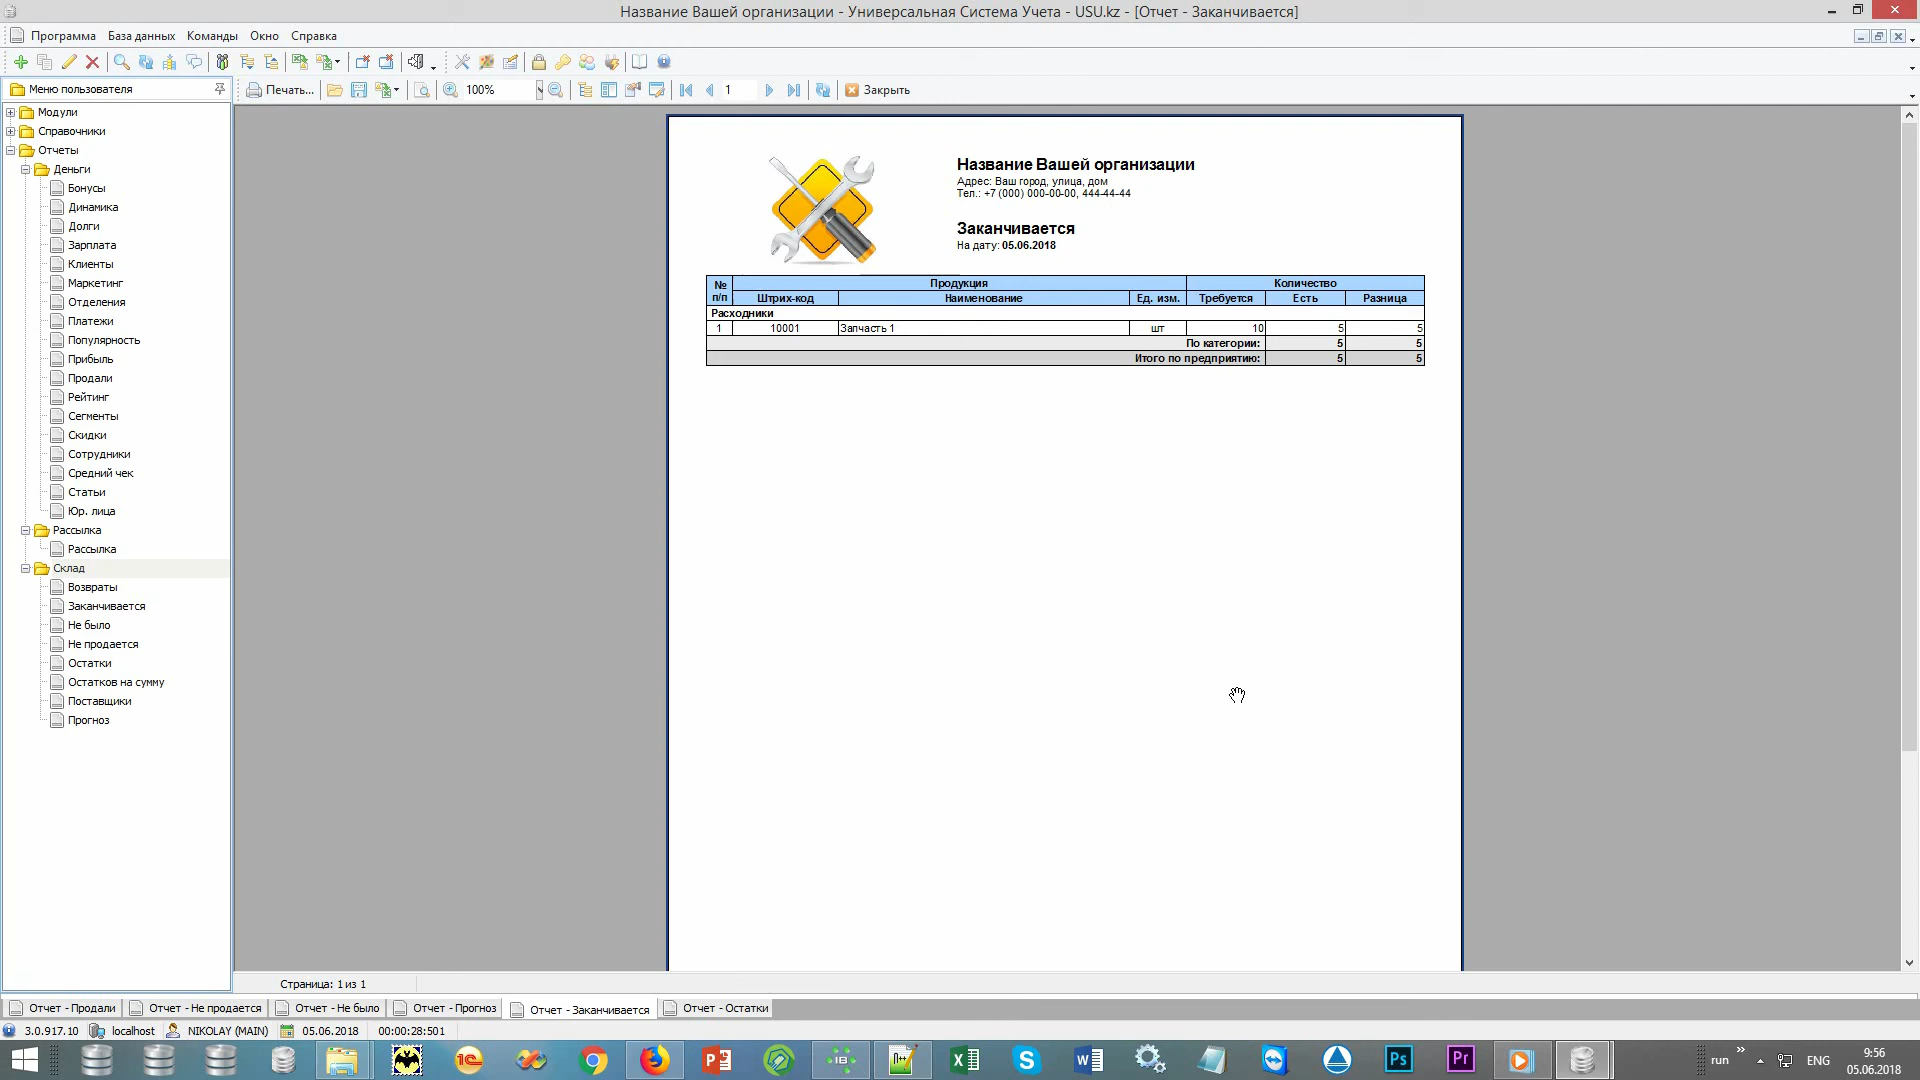 Название Вашей организации - Универсальная Система Учета - USU.kz - [Отчет - Заканчивается]
Программа База данных Команды Окно Справка
Меню пользователя
Печать... 100% 1 Закрыть
Модули
Справочники
Отчеты
Деньги
Бонусы
Динамика
Долги
Зарплата
Клиенты
Маркетинг
Отделения
Платежи
Популярность
Прибыль
Продали
Рейтинг
Сегменты
Скидки
Сотрудники
Средний чек
Статьи
Юр. лица
Рассылка
Рассылка
Склад
Возвраты
Заканчивается
Не было
Не продается
Остатки
Остатков на сумму
Поставщики
Прогноз
Название Вашей организации
Адрес: Ваш город, улица, дом
Тел.: +7 (000) 000-00-00, 444-44-44
Заканчивается
На дату: 05.06.2018
№ п/п Продукция Количество
Штрих-код Наименование Ед. изм. Требуется Есть Разница
Расходники
1 10001 Запчасть 1 шт 10 5 5
По категории: 5 5
Итого по предприятию: 5 5
Страница: 1 из 1
Отчет - Продали Отчет - Не продается Отчет - Не было Отчет - Прогноз Отчет - Заканчивается Отчет - Остатки
3.0.917.10 localhost NIKOLAY (MAIN) 05.06.2018 00:00:28:501
run ENG 9:56
05.06.2018